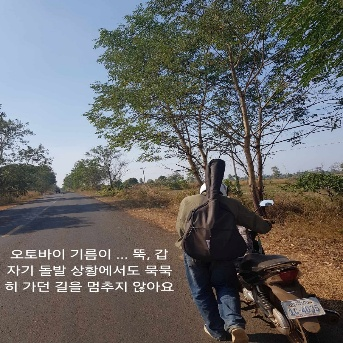 오토바이 기름이 ... 뚝, 갑
자기 돌발 상황에서도 묵묵
히 가던 길을 멈추지 않아요